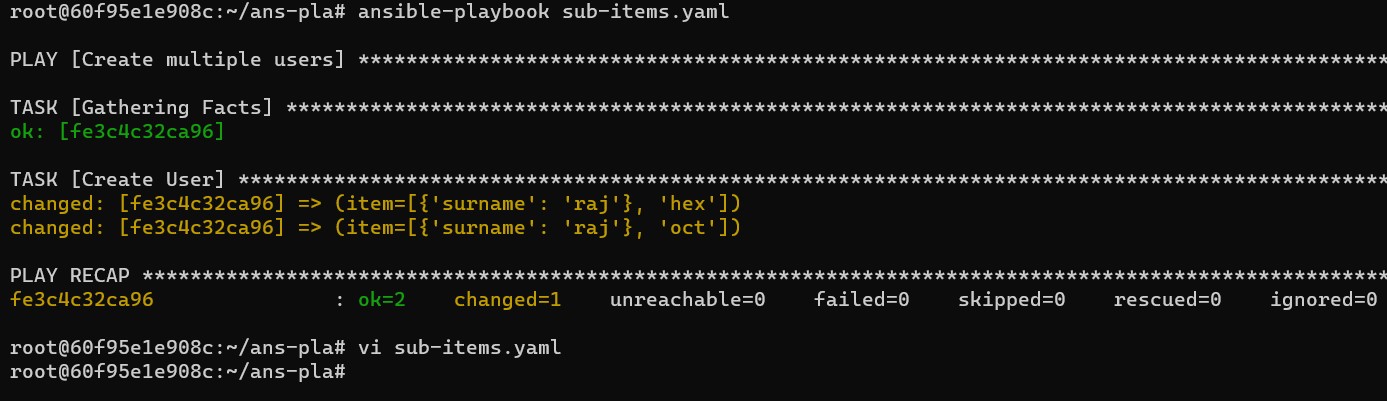 root@60f95e1e908c:~/ans-pla# ansible-playbook sub-items.yaml
PLAY [Create multiple users] **************************************************************************************
TASK [Gathering Facts] ********************************************************************************************
ok: [fe3c4c32ca96]
TASK [Create User] ************************************************************************************************
changed: [fe3c4c32ca96] => (item=[{'surname': 'raj'}, 'hex'])
changed: [fe3c4c32ca96] => (item=[{'surname': 'raj'}, 'oct'])
PLAY RECAP ********************************************************************************************************
fe3c4c32ca96 : ok=2 changed=1 unreachable=0 failed=0 skipped=0 rescued=0 ignored=0
root@60f95e1e908c:~/ans-pla# vi sub-items.yaml
root@60f95e1e908c:~/ans-pla#